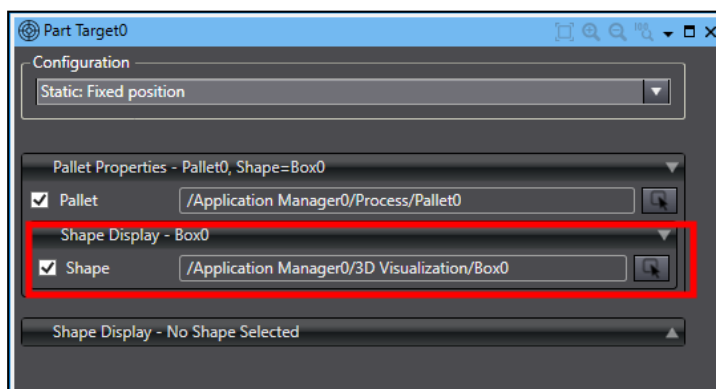 Part Target0
Configuration
Static: Fixed position
Pallet Properties - Pallet0, Shape=Box0
Pallet /Application Manager0/Process/Pallet0
Shape Display - Box0
Shape /Application Manager0/3D Visualization/Box0
Shape Display - No Shape Selected